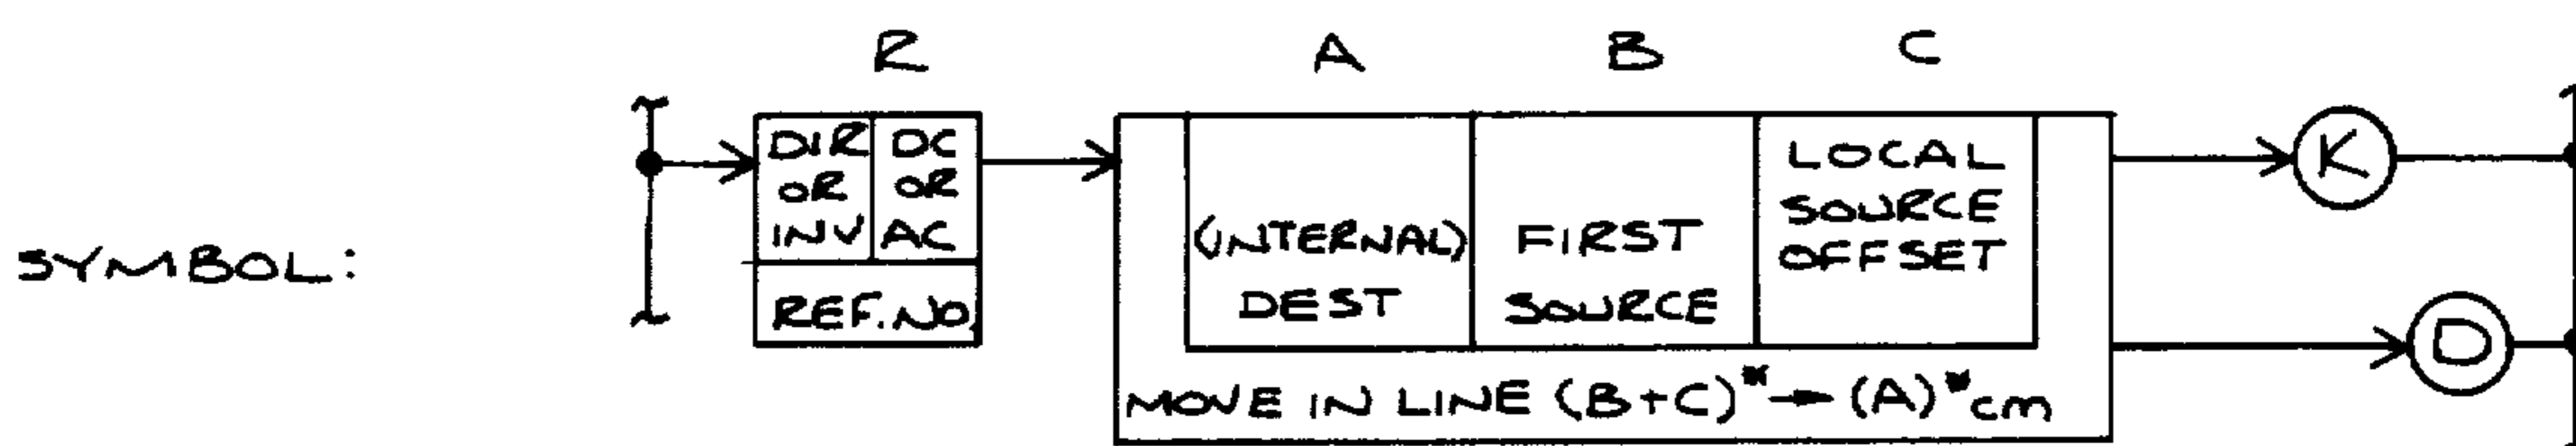 R A B C
DIR OR INV
DC OR AC
REF. NO.
(INTERNAL) DEST
FIRST SOURCE
LOCAL SOURCE OFFSET
K
SYMBOL:
D
MOVE IN LINE (B+C)* → (A)* cm